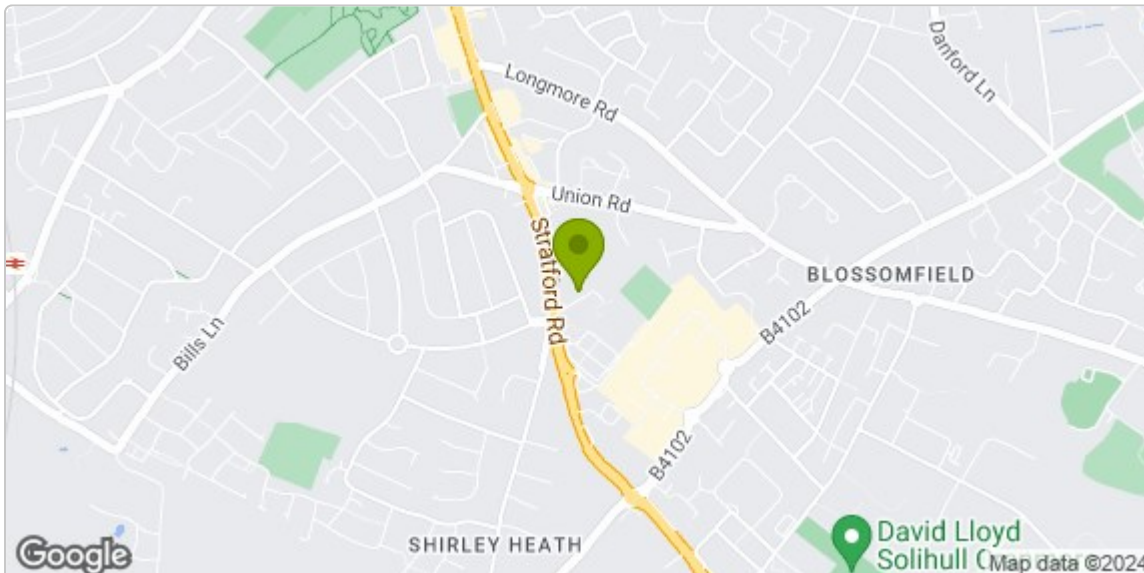 Danford Ln
Longmore Rd
Union Rd
Stratford Rd
BLOSSOMFIELD
B4102
Bills Ln
B4102
SHIRLEY HEATH
David Lloyd
Solihull
Google
Map data ©2024